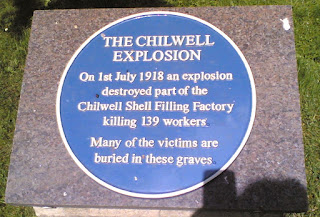 THE CHILWELL
EXPLOSION
On 1st July 1918 an explosion
destroyed part of the
Chilwell Shell Filling Factory
killing 139 workers.
Many of the victims are
buried in these graves